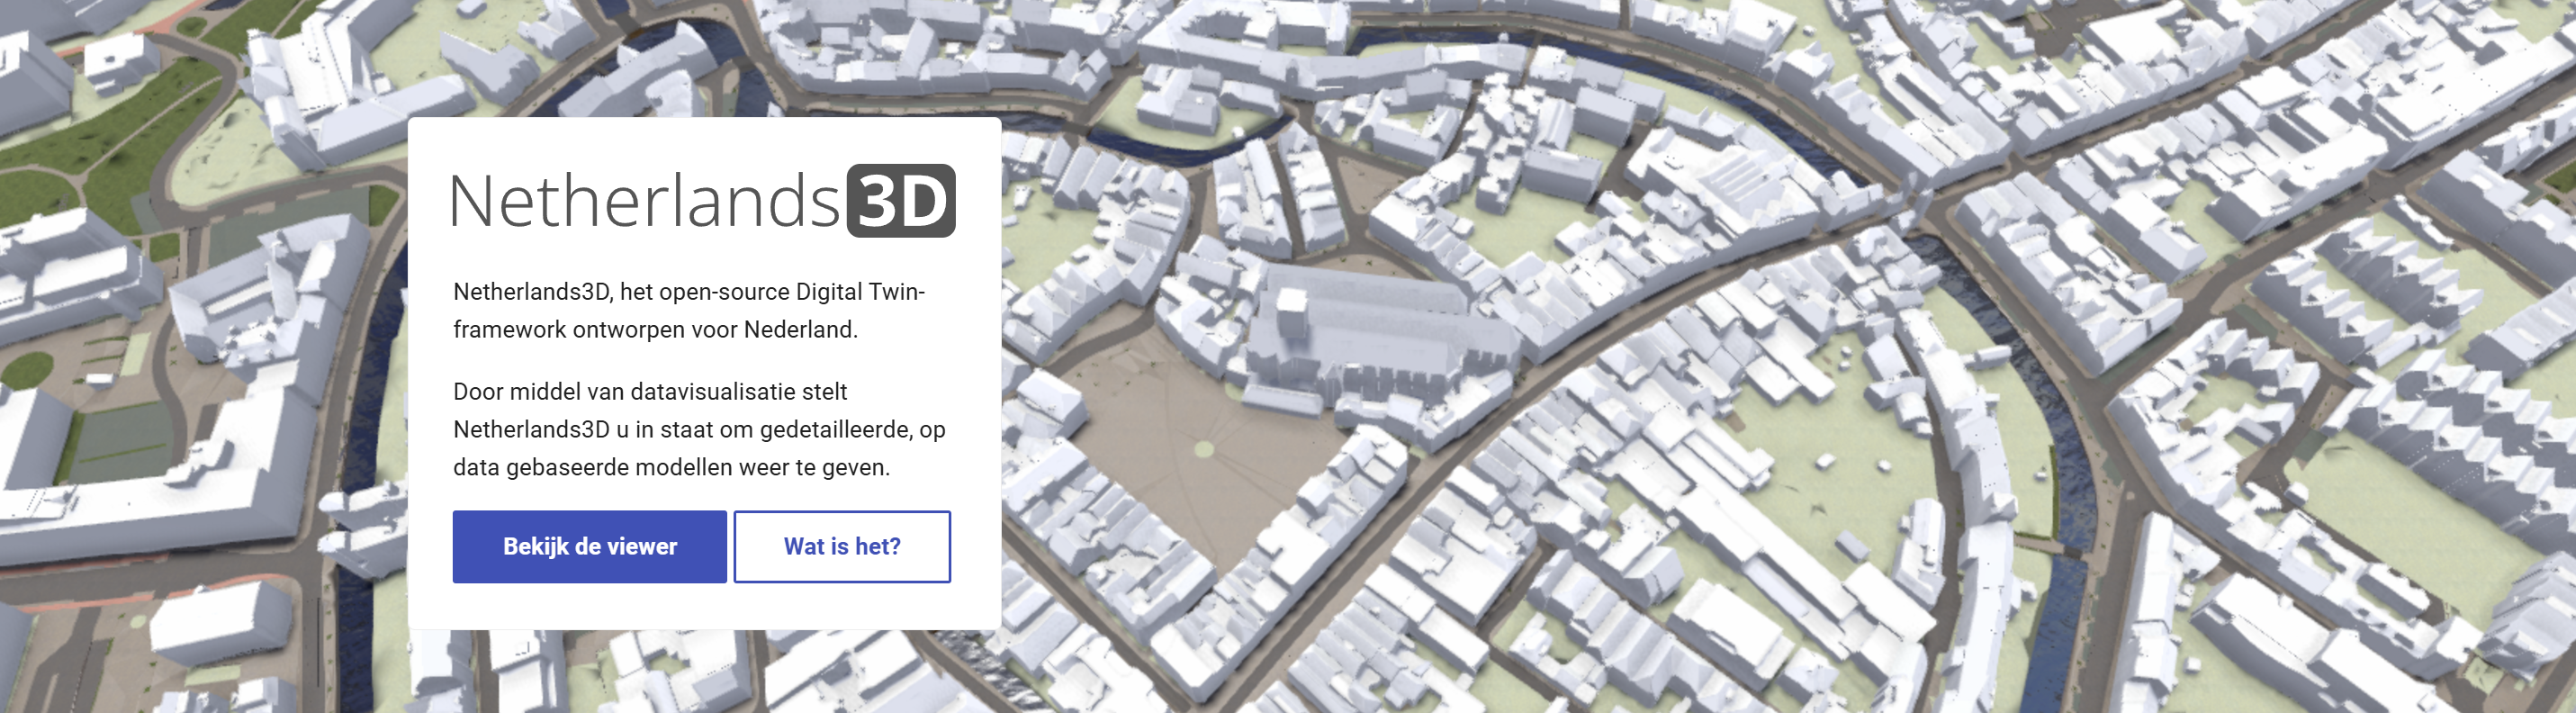 Netherlands3D
Netherlands3D, het open-source Digital Twin-
framework ontworpen voor Nederland.
Door middel van datavisualisatie stelt
Netherlands3D u in staat om gedetailleerde, op
data gebaseerde modellen weer te geven.
Bekijk de viewer
Wat is het?